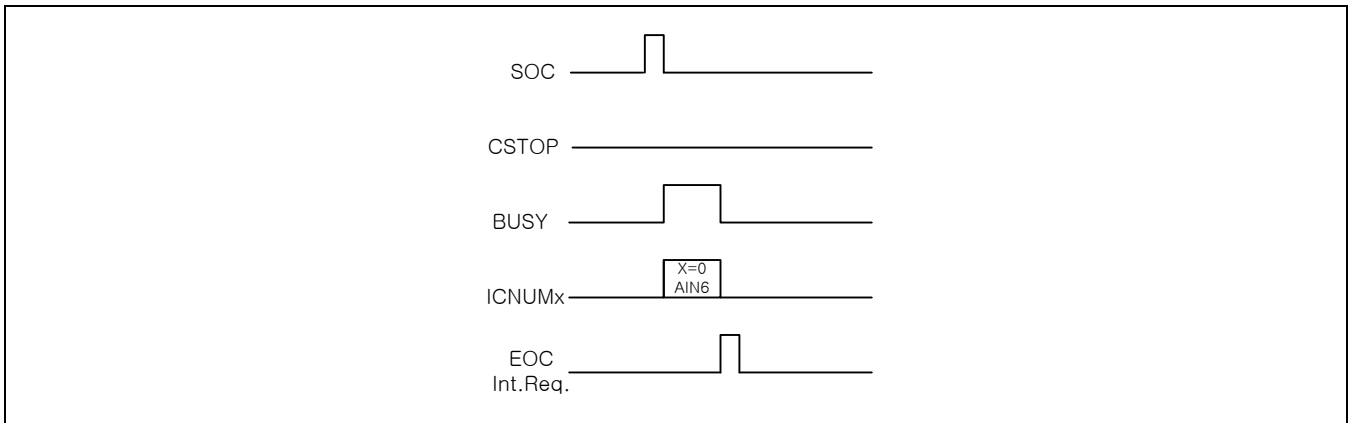 SOC
CSTOP
BUSY
ICNUMx
X=0
AIN6
EOC
Int.Req.